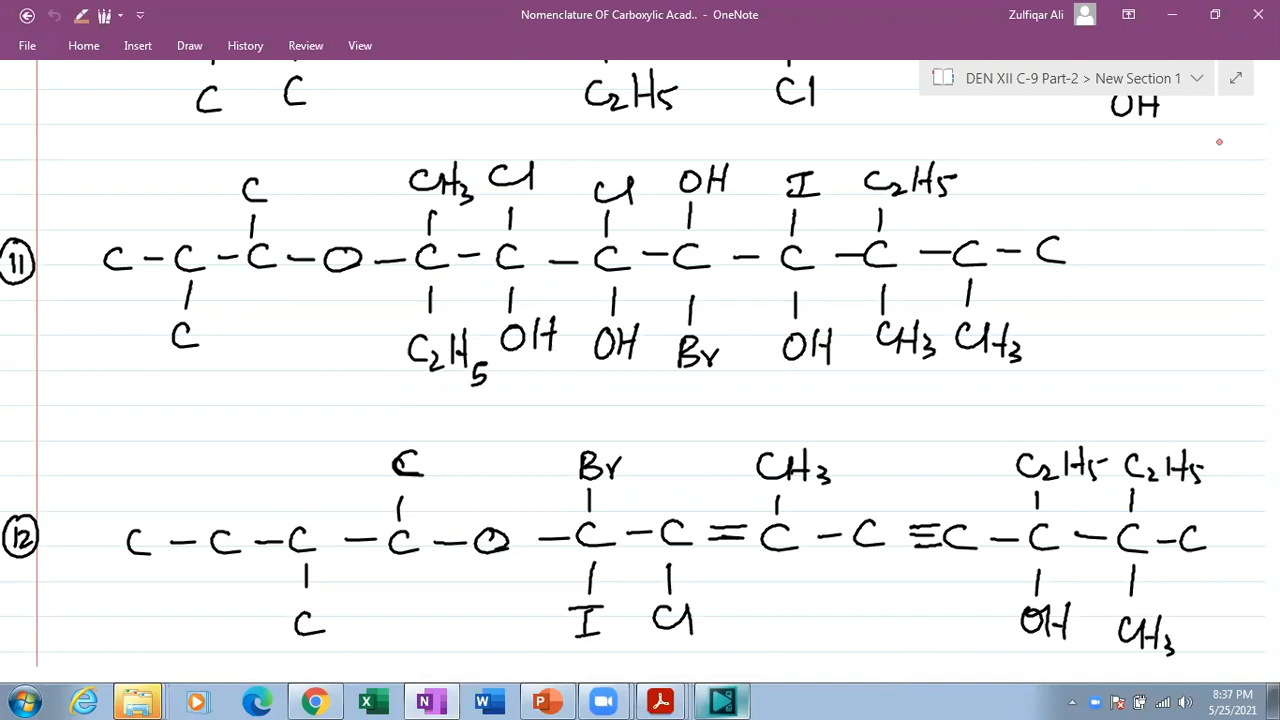 Nomenclature OF Carboxylic Acad.. - OneNote
Zulfiqar Ali
File Home Insert Draw History Review View
DEN XII C-9 Part-2 > New Section 1
C C C2H5 Cl OH
C CH3 Cl Cl OH I C2H5
11 C - C - C - O - C - C - C - C - C - C - C - C
C C2H5 OH OH Br OH CH3 CH3
C Br CH3 C2H5 C2H5
12 C - C - C - C - O - C - C = C - C ≡ C - C - C - C
C I Cl OH CH3
8:37 PM
5/25/2021